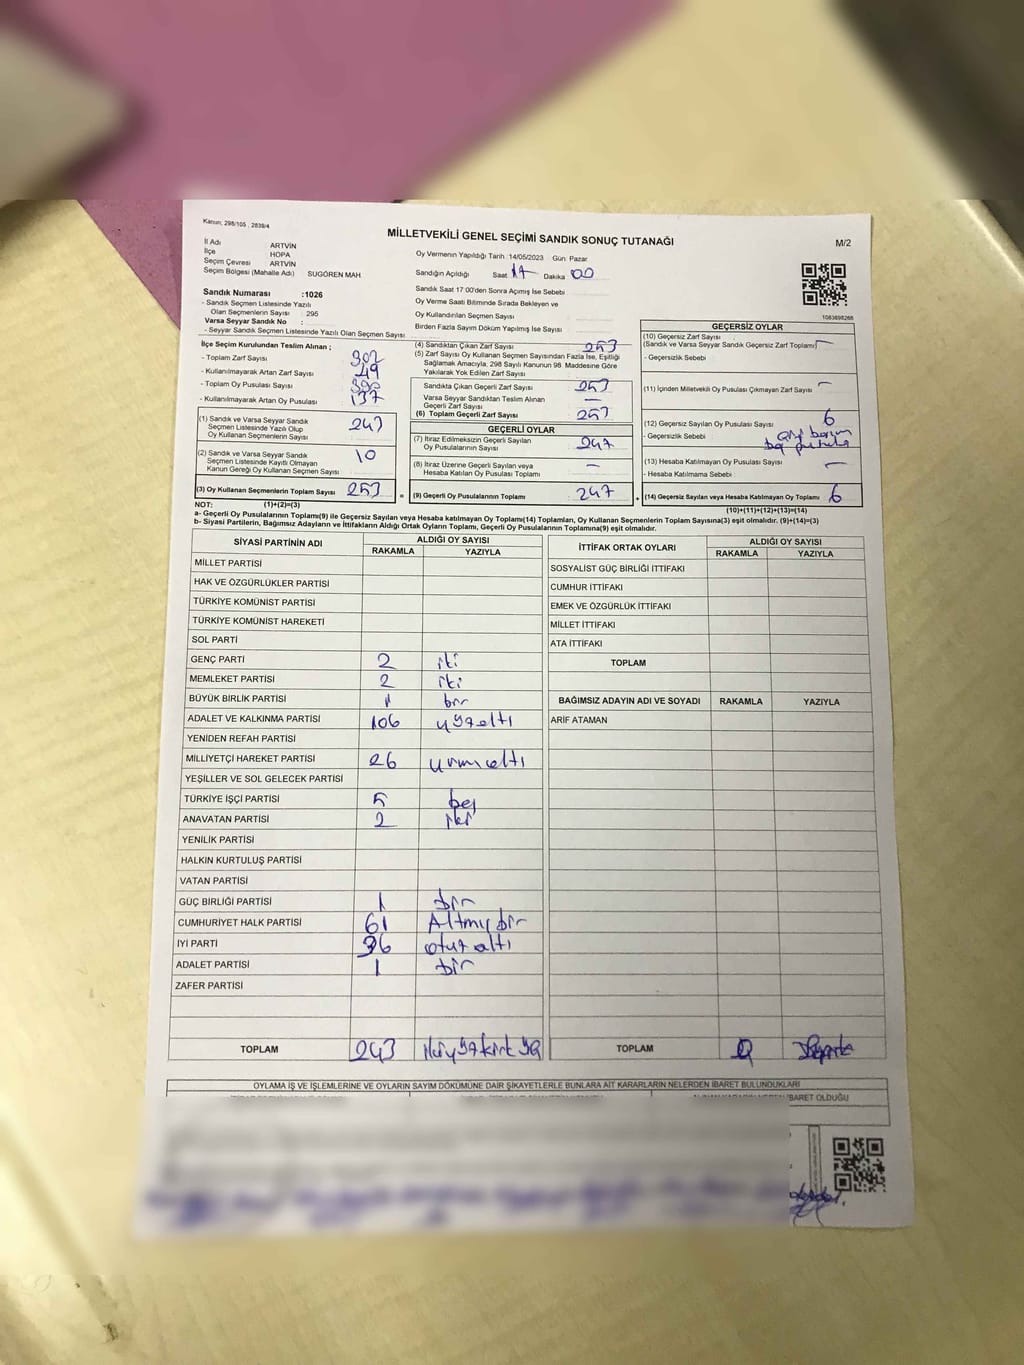 Kanun; 298/105 , 2839/4
MİLLETVEKİLİ GENEL SEÇİMİ SANDIK SONUÇ TUTANAĞI
M/2
İl Adı ARTVİN
İlçe HOPA
Seçim Çevresi ARTVİN
Seçim Bölgesi (Mahalle Adı) SUGÖREN MAH
Oy Vermenin Yapıldığı Tarih :14/05/2023 Gün: Pazar
Sandığın Açıldığı Saat 17 Dakika 00
Sandık Saat 17 00'den Sonra Açımış İse Sebebi
Oy Verme Saati Bitiminde Sırada Bekleyen ve
Oy Kullandırılan Seçmen Sayısı
Birden Fazla Sayım Döküm Yapılmış İse Sayısı
1083898268
Sandık Numarası :1026
- Sandık Seçmen Listesinde Yazılı
Olan Seçmenlerin Sayısı : 295
Varsa Seyyar Sandık No :
- Seyyar Sandık Seçmen Listesinde Yazılı Olan Seçmen Sayısı
İlçe Seçim Kurulundan Teslim Alınan ;
- Toplam Zarf Sayısı 302
- Kullanılmayarak Artan Zarf Sayısı 49
- Toplam Oy Pusulası Sayısı
- Kullanılmayarak Artan Oy Pusulası 137
(1) Sandık ve Varsa Seyyar Sandık
Seçmen Listesinde Yazılı Olup
Oy Kullanan Seçmenlerin Sayısı 243
(2) Sandık ve Varsa Seyyar Sandık
Seçmen Listesinde Kayıtlı Olmayan
Kanun Gereği Oy Kullanan Seçmen Sayısı 10
(3) Oy Kullanan Seçmenlerin Toplam Sayısı 253
(4) Sandıktan Çıkan Zarf Sayısı 253
(5) Zarf Sayısı Oy Kullanan Seçmen Sayısından Fazla İse, Eşitliği
Sağlamak Amacıyla, 298 Sayılı Kanunun 98. Maddesine Göre
Yakılarak Yok Edilen Zarf Sayısı
Sandıkta Çıkan Geçerli Zarf Sayısı 253
Varsa Seyyar Sandıktan Teslim Alınan
Geçerli Zarf Sayısı —
(6) Toplam Geçerli Zarf Sayısı 253
GEÇERLİ OYLAR
(7) İtiraz Edilmeksizin Geçerli Sayılan
Oy Pusulasının Sayısı 247
(8) İtiraz Üzerine Geçerli Sayılan veya
Hesaba Katılan Oy Pusulası Toplamı —
= (9) Geçerli Oy Pusulalarının Toplamı : 247
GEÇERSİZ OYLAR
(10) Geçersiz Zarf Sayısı
(Sandık ve Varsa Seyyar Sandık Geçersiz Zarf Toplamı) —
- Geçersizlik Sebebi
(11) İçinden Milletvekili Oy Pusulası Çıkmayan Zarf Sayısı —
(12) Geçersiz Sayılan Oy Pusulası Sayısı 6
- Geçersizlik Sebebi
(13) Hesaba Katılmayan Oy Pusulası Sayısı —
- Hesaba Katılmama Sebebi
+ (14) Geçersiz Sayılan veya Hesaba Katılmayan Oy Toplamı 6
NOT: (1)+(2)=(3) (10)+(11)+(12)+(13)=(14)
a- Geçerli Oy Pusulalarının Toplamı(9) ile Geçersiz Sayılan veya Hesaba katılmayan Oy Toplamı(14) Toplamları, Oy Kullanan Seçmenlerin Toplam Sayısına(3) eşit olmalıdır. (9)+(14)=(3)
b- Siyasi Partilerin, Bağımsız Adayların ve İttifakların Aldığı Ortak Oyların Toplamı, Geçerli Oy Pusulalarının Toplamına(9) eşit olmalıdır.
SİYASİ PARTİNİN ADI ALDIĞI OY SAYISI
RAKAMLA YAZIYLA
MİLLET PARTİSİ
HAK VE ÖZGÜRLÜKLER PARTİSİ
TÜRKİYE KOMÜNİST PARTİSİ
TÜRKİYE KOMÜNİST HAREKETİ
SOL PARTİ
GENÇ PARTİ 2 iki
MEMLEKET PARTİSİ 2 iki
BÜYÜK BİRLİK PARTİSİ 1 bir
ADALET VE KALKINMA PARTİSİ 106 yüzaltı
YENİDEN REFAH PARTİSİ
MİLLİYETÇİ HAREKET PARTİSİ 26 yirmialtı
YEŞİLLER VE SOL GELECEK PARTİSİ
TÜRKİYE İŞÇİ PARTİSİ 5 beş
ANAVATAN PARTİSİ 2 iki
YENİLİK PARTİSİ
HALKIN KURTULUŞ PARTİSİ
VATAN PARTİSİ
GÜÇ BİRLİĞİ PARTİSİ 1 bir
CUMHURİYET HALK PARTİSİ 61 Altmış bir
İYİ PARTİ 36 otuz altı
ADALET PARTİSİ 1 bir
ZAFER PARTİSİ
TOPLAM 243
İTTİFAK ORTAK OYLARI ALDIĞI OY SAYISI
RAKAMLA YAZIYLA
SOSYALİST GÜÇ BİRLİĞİ İTTİFAKI
CUMHUR İTTİFAKI
EMEK VE ÖZGÜRLÜK İTTİFAKI
MİLLET İTTİFAKI
ATA İTTİFAKI
TOPLAM
BAĞIMSIZ ADAYIN ADI VE SOYADI RAKAMLA YAZIYLA
ARİF ATAMAN
TOPLAM
OYLAMA İŞ VE İŞLEMLERİNE VE OYLARIN SAYIM DÖKÜMÜNE DAİR ŞİKAYETLERLE BUNLARA AİT KARARLARIN NELERDEN İBARET BULUNDUKLARI
İBARET OLDUĞU